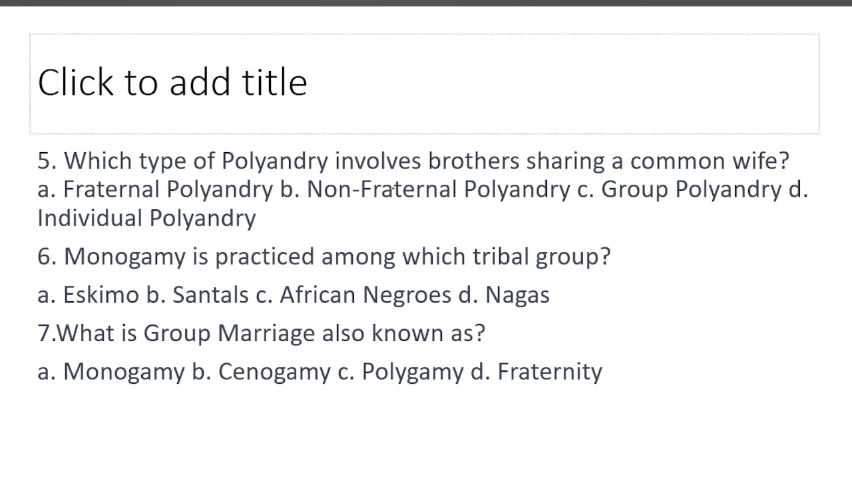 Click to add title
5. Which type of Polyandry involves brothers sharing a common wife?
a. Fraternal Polyandry b. Non-Fraternal Polyandry c. Group Polyandry d.
Individual Polyandry
6. Monogamy is practiced among which tribal group?
a. Eskimo b. Santals c. African Negroes d. Nagas
7.What is Group Marriage also known as?
a. Monogamy b. Cenogamy c. Polygamy d. Fraternity